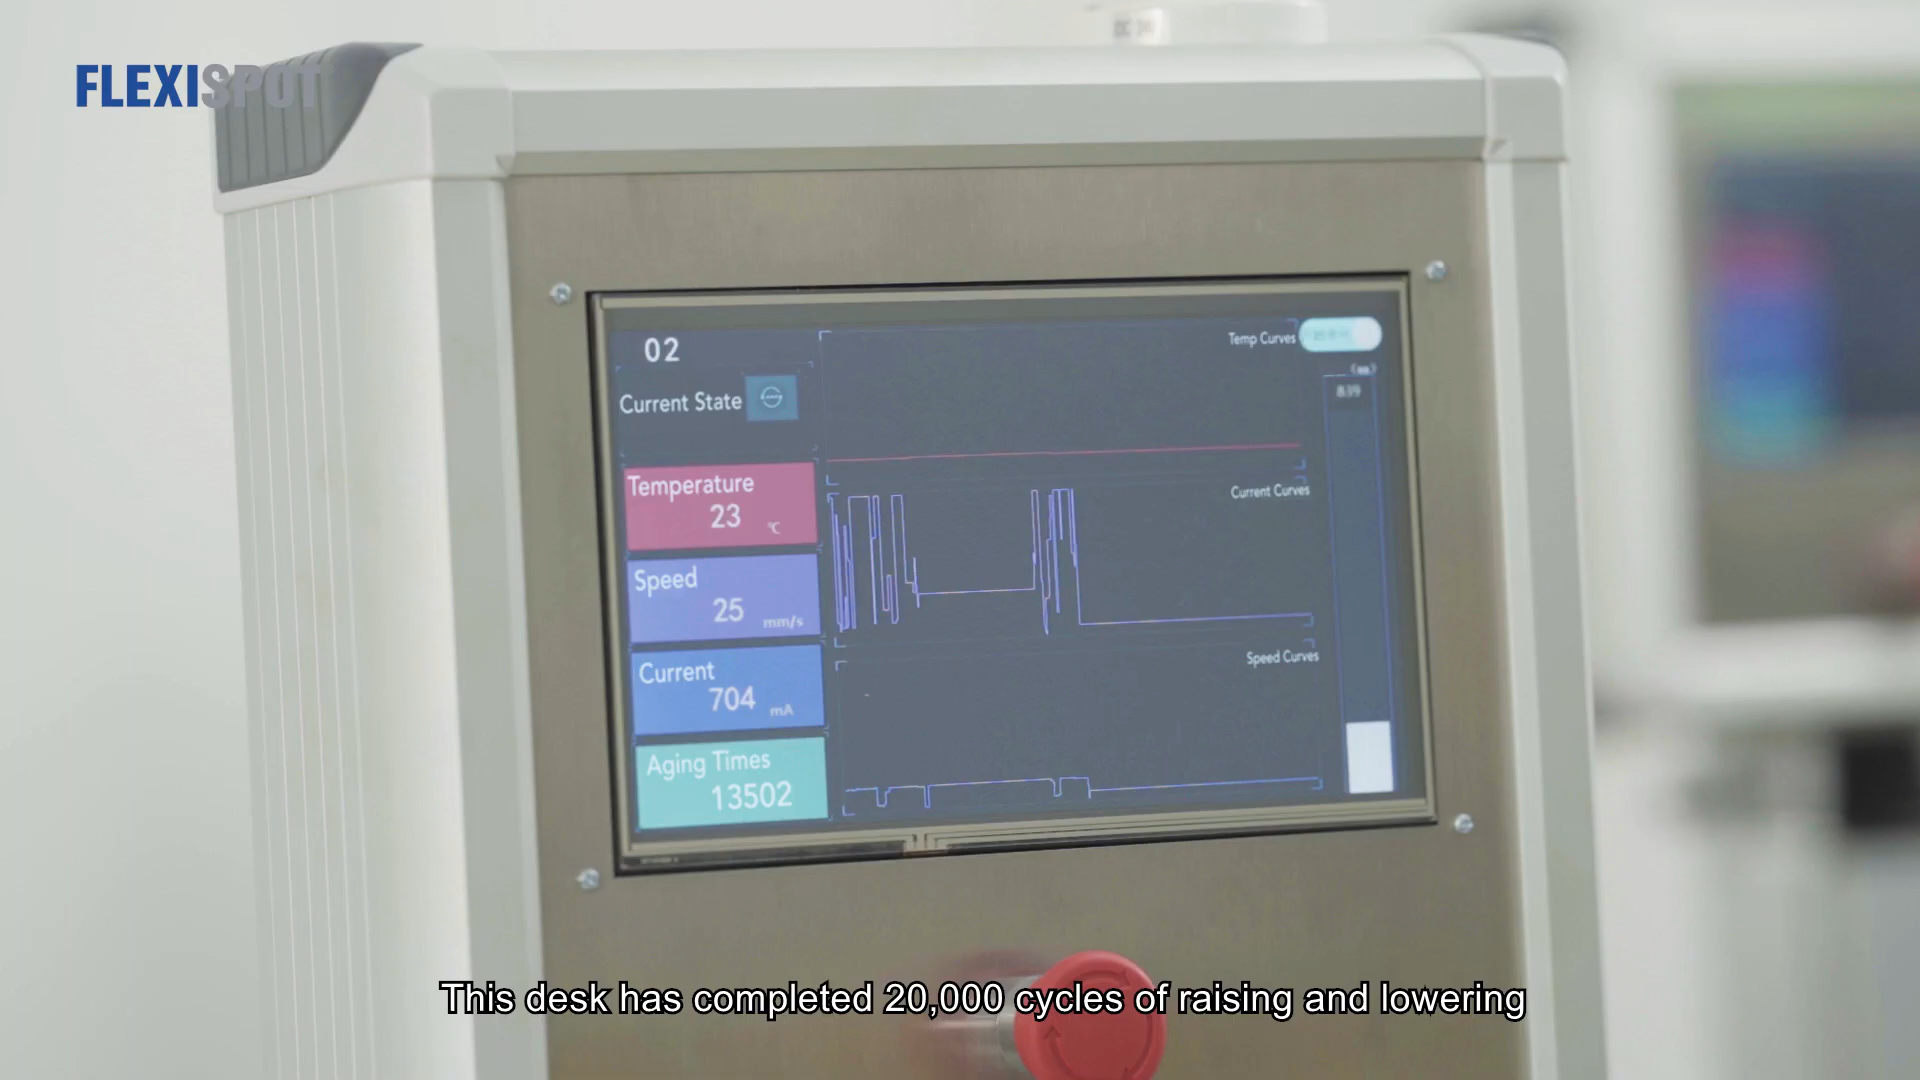 FLEXISPOT
02
Current State
Temperature
23 ℃
Speed
25 mm/s
Current
704 mA
Aging Times
13502
Temp Curves
839
Current Curves
Speed Curves
This desk has completed 20,000 cycles of raising and lowering